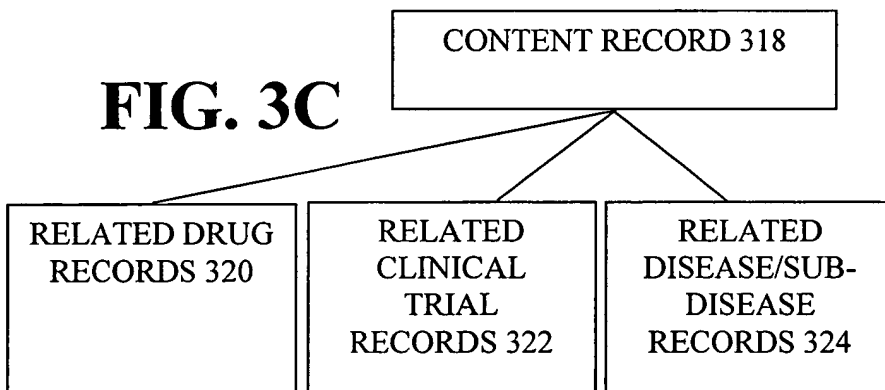 CONTENT RECORD 318
FIG. 3C
RELATED DRUG
RECORDS 320
RELATED
CLINICAL
TRIAL
RECORDS 322
RELATED
DISEASE/SUB-
DISEASE
RECORDS 324